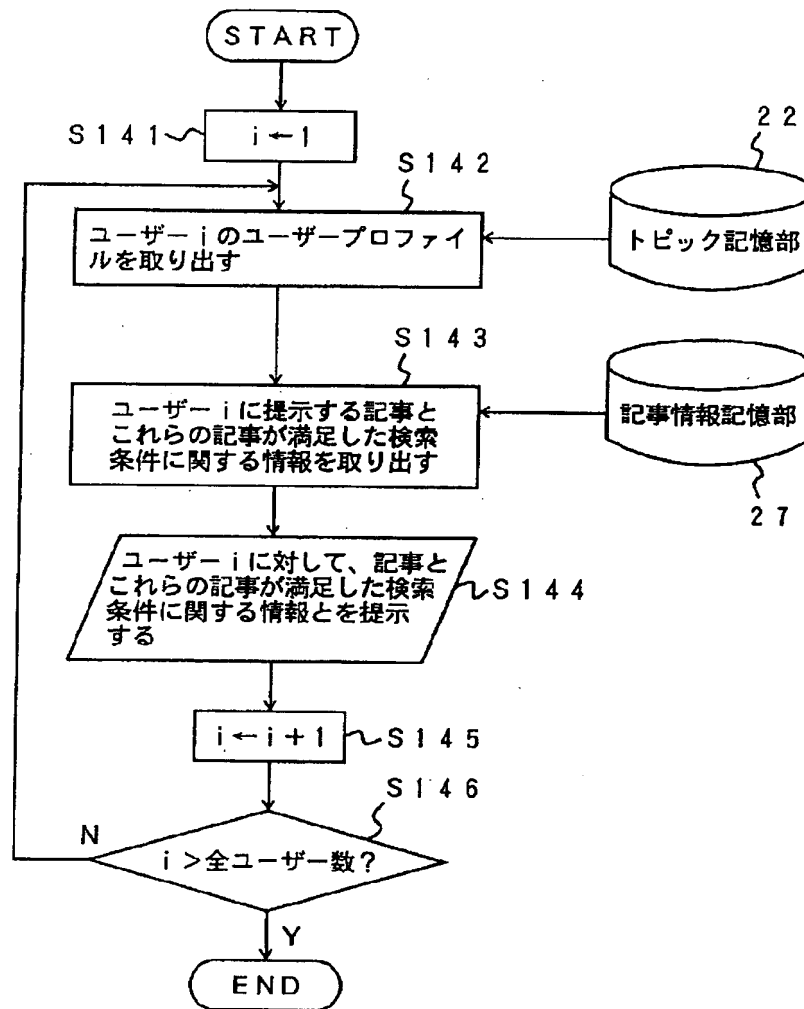 START
S141
i←1
S142
22
ユーザーiのユーザープロファイ
ルを取り出す
トピック記憶部
S143
ユーザーiに提示する記事と
これらの記事が満足した検索
条件に関する情報を取り出す
記事情報記憶部
27
ユーザーiに対して、記事と
これらの記事が満足した検索
条件に関する情報とを提示
する
S144
i←i+1
S145
S146
N
i>全ユーザー数?
Y
END